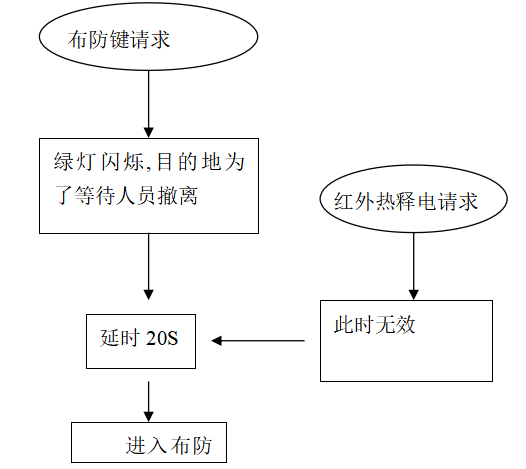 布防键请求
绿灯闪烁,目的地为
了等待人员撤离
红外热释电请求
延时 20S
此时无效
进入布防